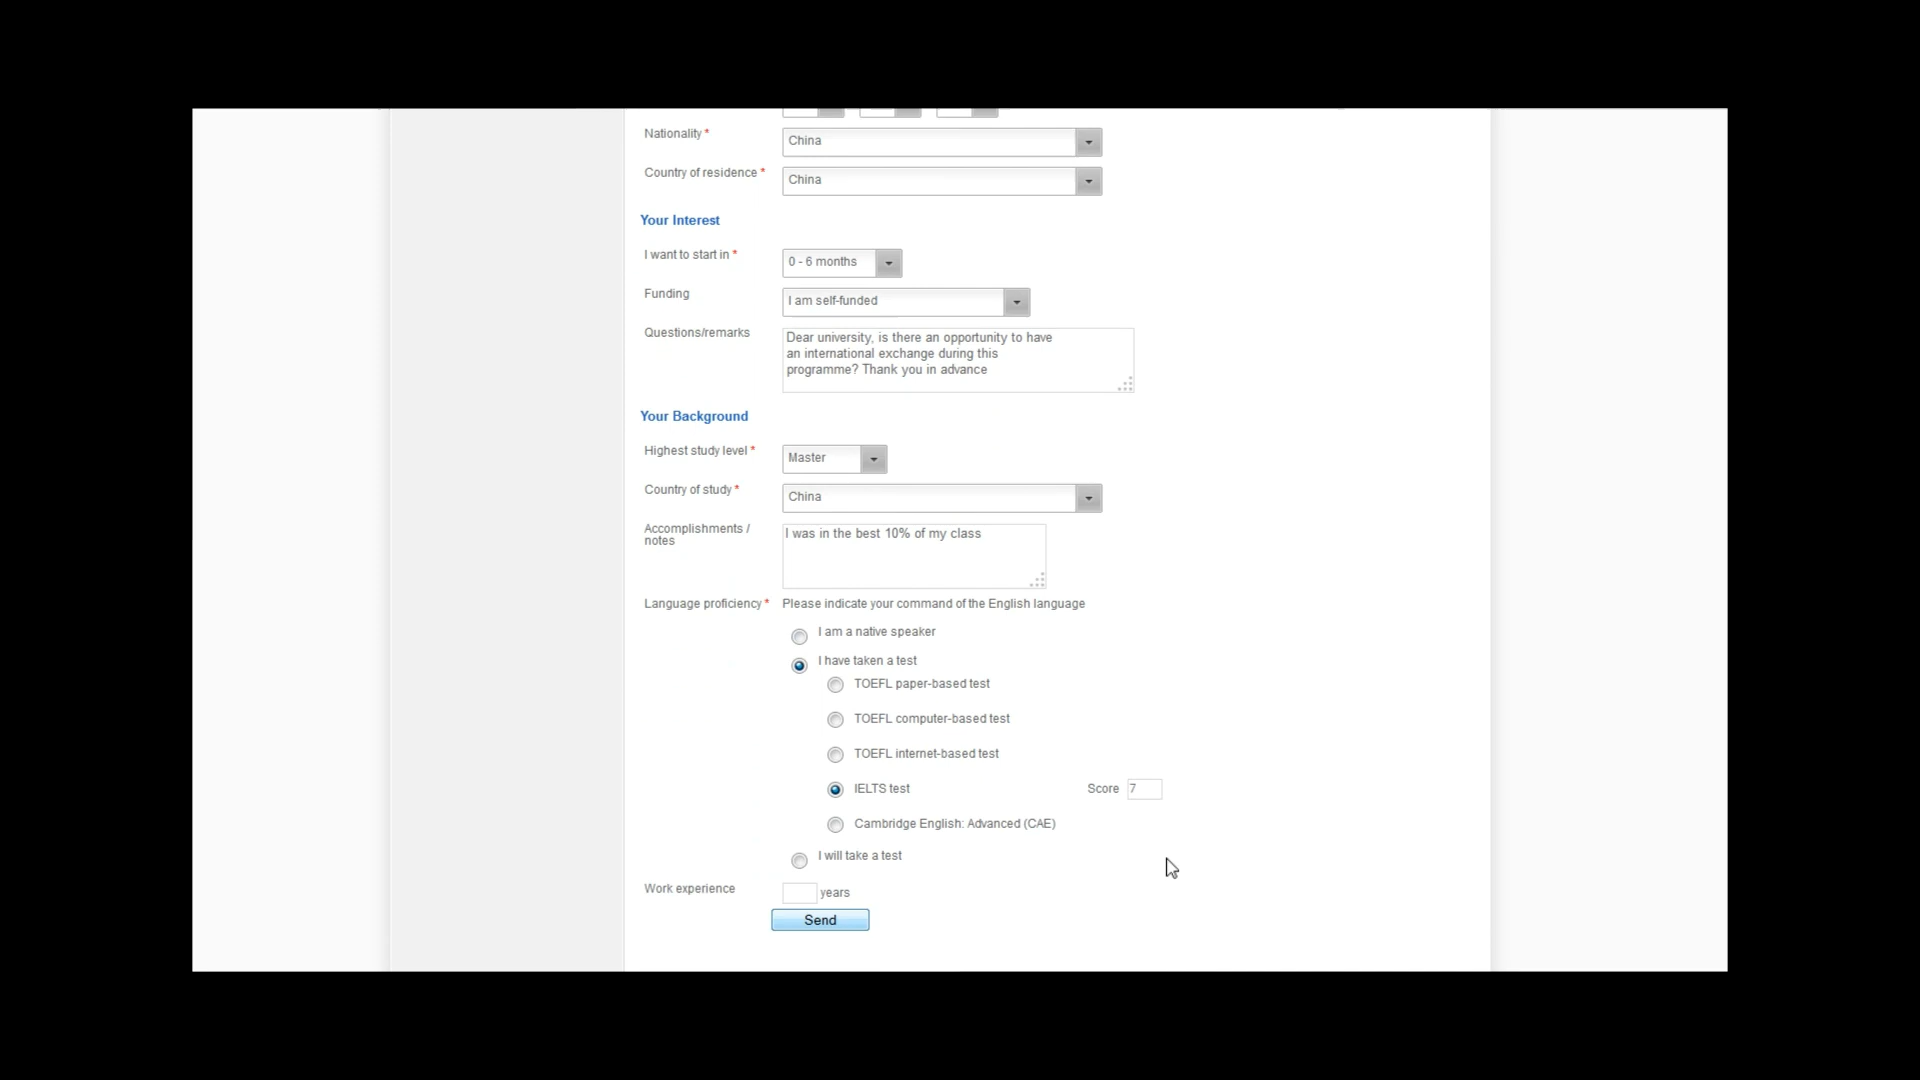 Nationality *
China
Country of residence *
China
Your Interest
I want to start in *
0 - 6 months
Funding
I am self-funded
Questions/remarks
Dear university, is there an opportunity to have
an international exchange during this
programme? Thank you in advance
Your Background
Highest study level *
Master
Country of study *
China
Accomplishments /
notes
I was in the best 10% of my class
Language proficiency * Please indicate your command of the English language
I am a native speaker
I have taken a test
TOEFL paper-based test
TOEFL computer-based test
TOEFL internet-based test
IELTS test Score 7
Cambridge English: Advanced (CAE)
I will take a test
Work experience
years
Send